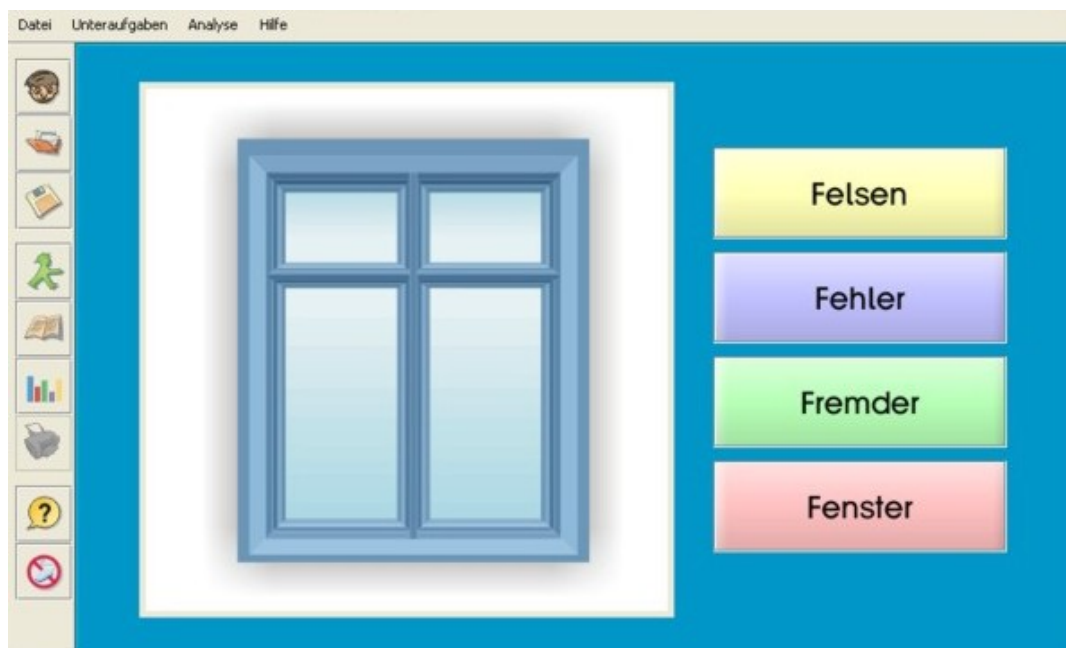 Datei Unteraufgaben Analyse Hilfe
Felsen
Fehler
Fremder
Fenster
?